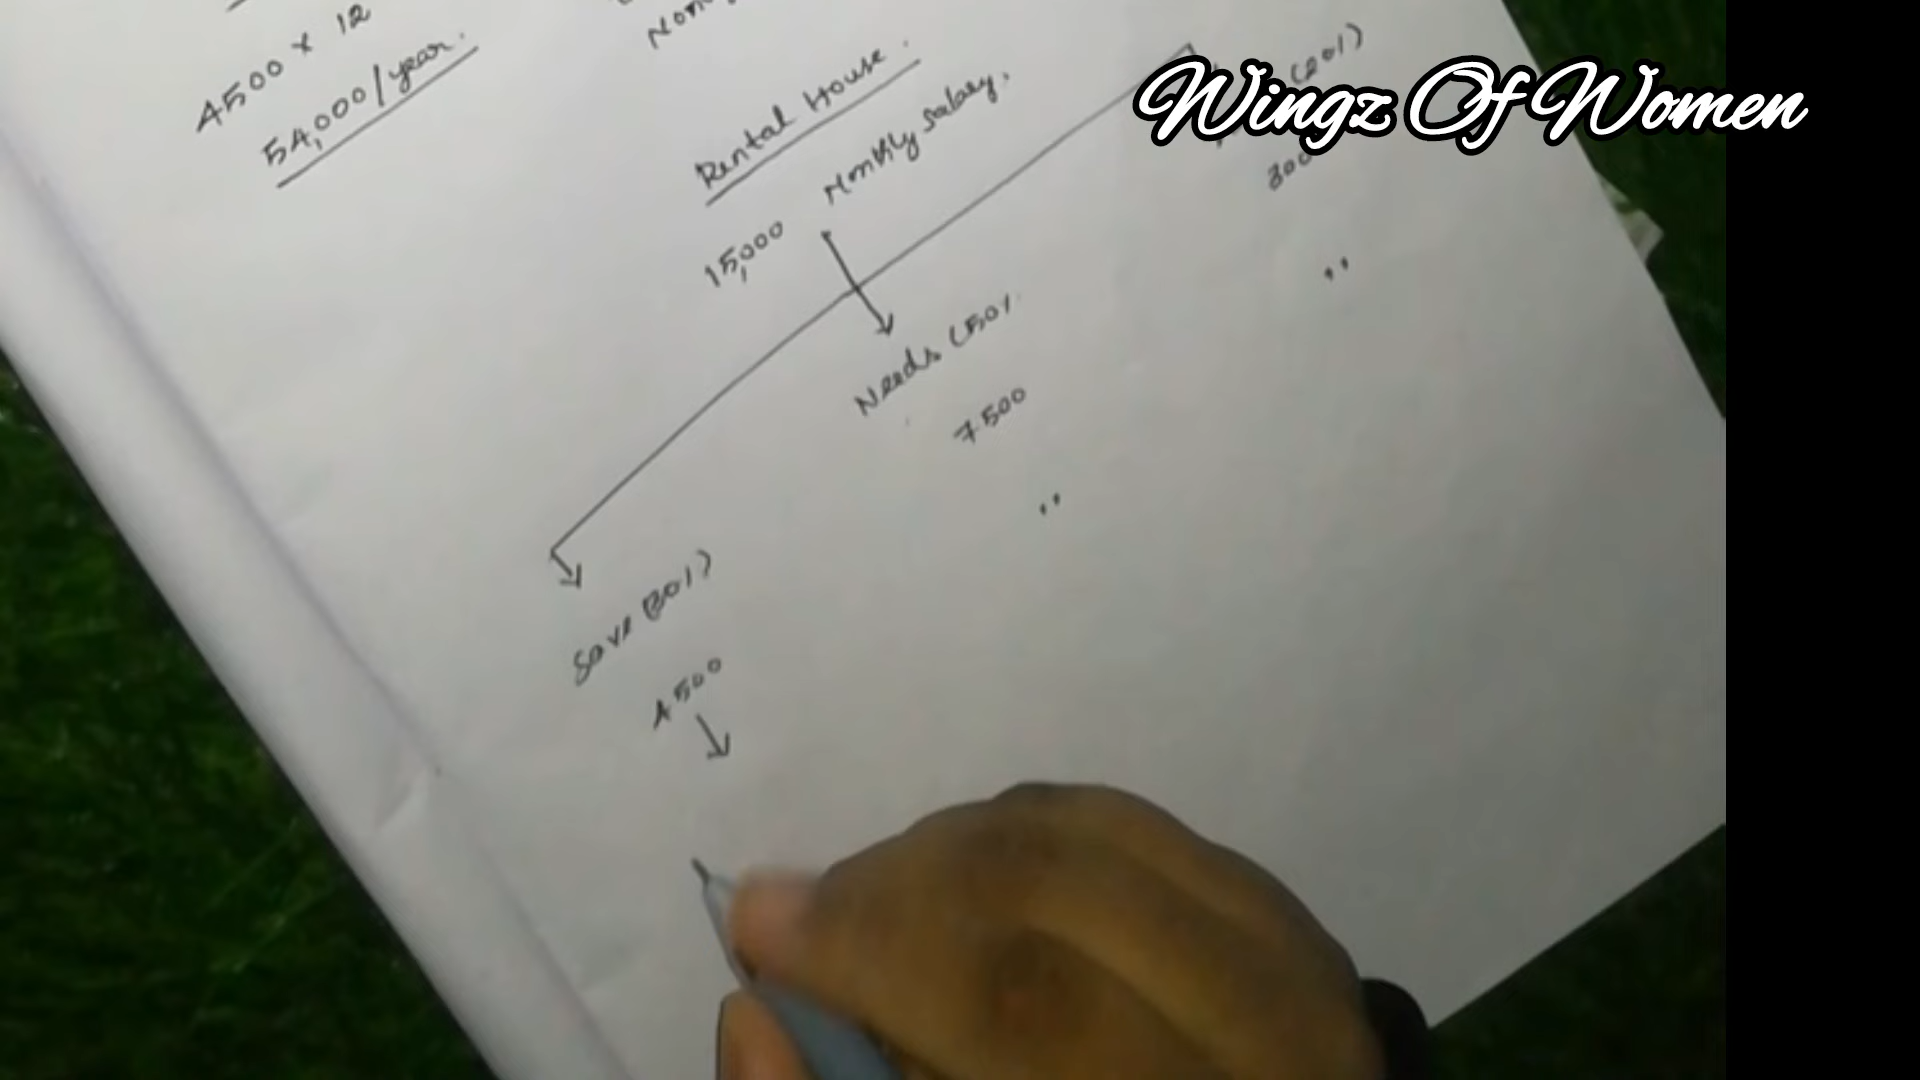 4500 × 12
54,000/year.
Rental House.
15,000 Monthly salary.
(20%)
Needs (50%
7500
Save (30%)
4500
Wingz Of Women